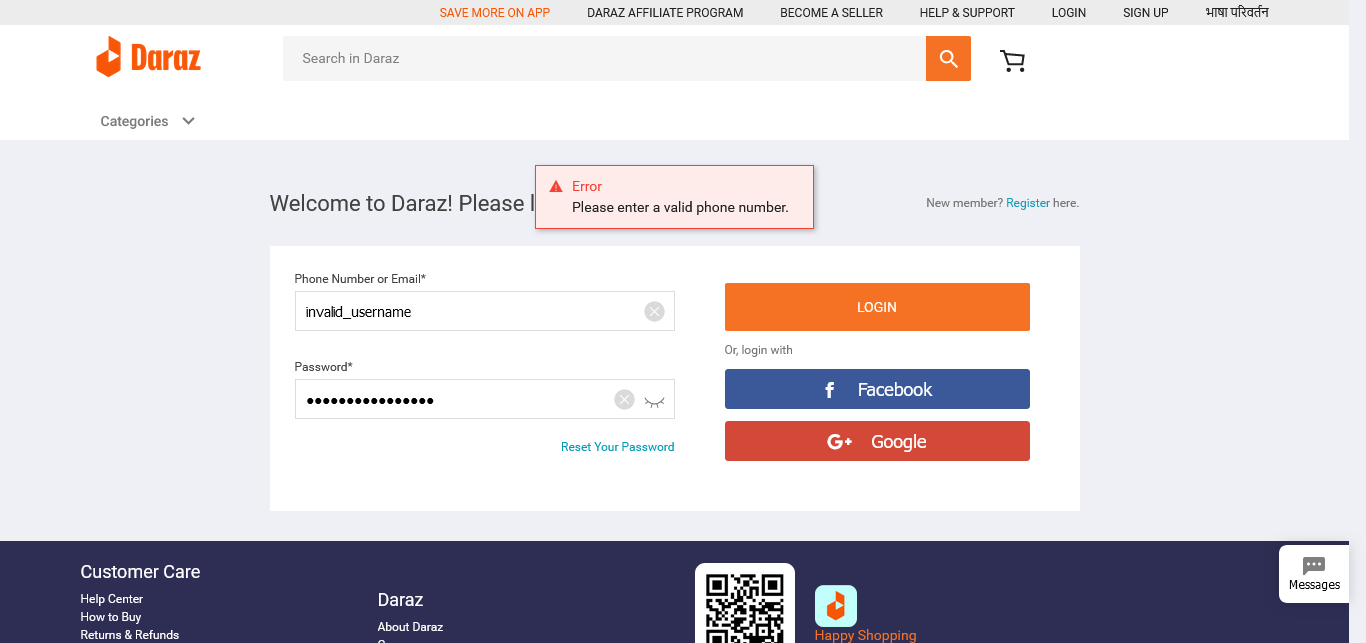 SAVE MORE ON APP DARAZ AFFILIATE PROGRAM BECOME A SELLER HELP & SUPPORT LOGIN SIGN UP भाषा परिवर्तन
Daraz
Search in Daraz
Categories
Error
Please enter a valid phone number.
Welcome to Daraz! Please
New member? Register here.
Phone Number or Email*
invalid_username
Password*
Reset Your Password
LOGIN
Or, login with
Facebook
Google
Messages
Customer Care
Help Center
How to Buy
Returns & Refunds
Daraz
About Daraz
Happy Shopping